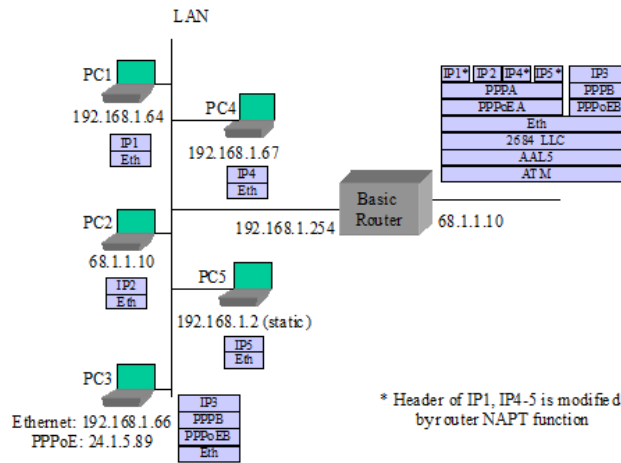 LAN
PC1
192.168.1.64
IP1
Eth
PC4
192.168.1.67
IP4
Eth
IP1* IP2 IP4* IP5* IP3
PPPA PPPB
PPPoEA PPPoEB
Eth
2684 LLC
AAL5
ATM
Basic
Router
192.168.1.254
68.1.1.10
PC2
68.1.1.10
IP2
Eth
PC5
192.168.1.2 (static)
IP5
Eth
PC3
Ethernet: 192.168.1.66
PPPoE: 24.1.5.89
IP3
PPPB
PPPoEB
Eth
* Header of IP1, IP4-5 is modified
by router NAPT function